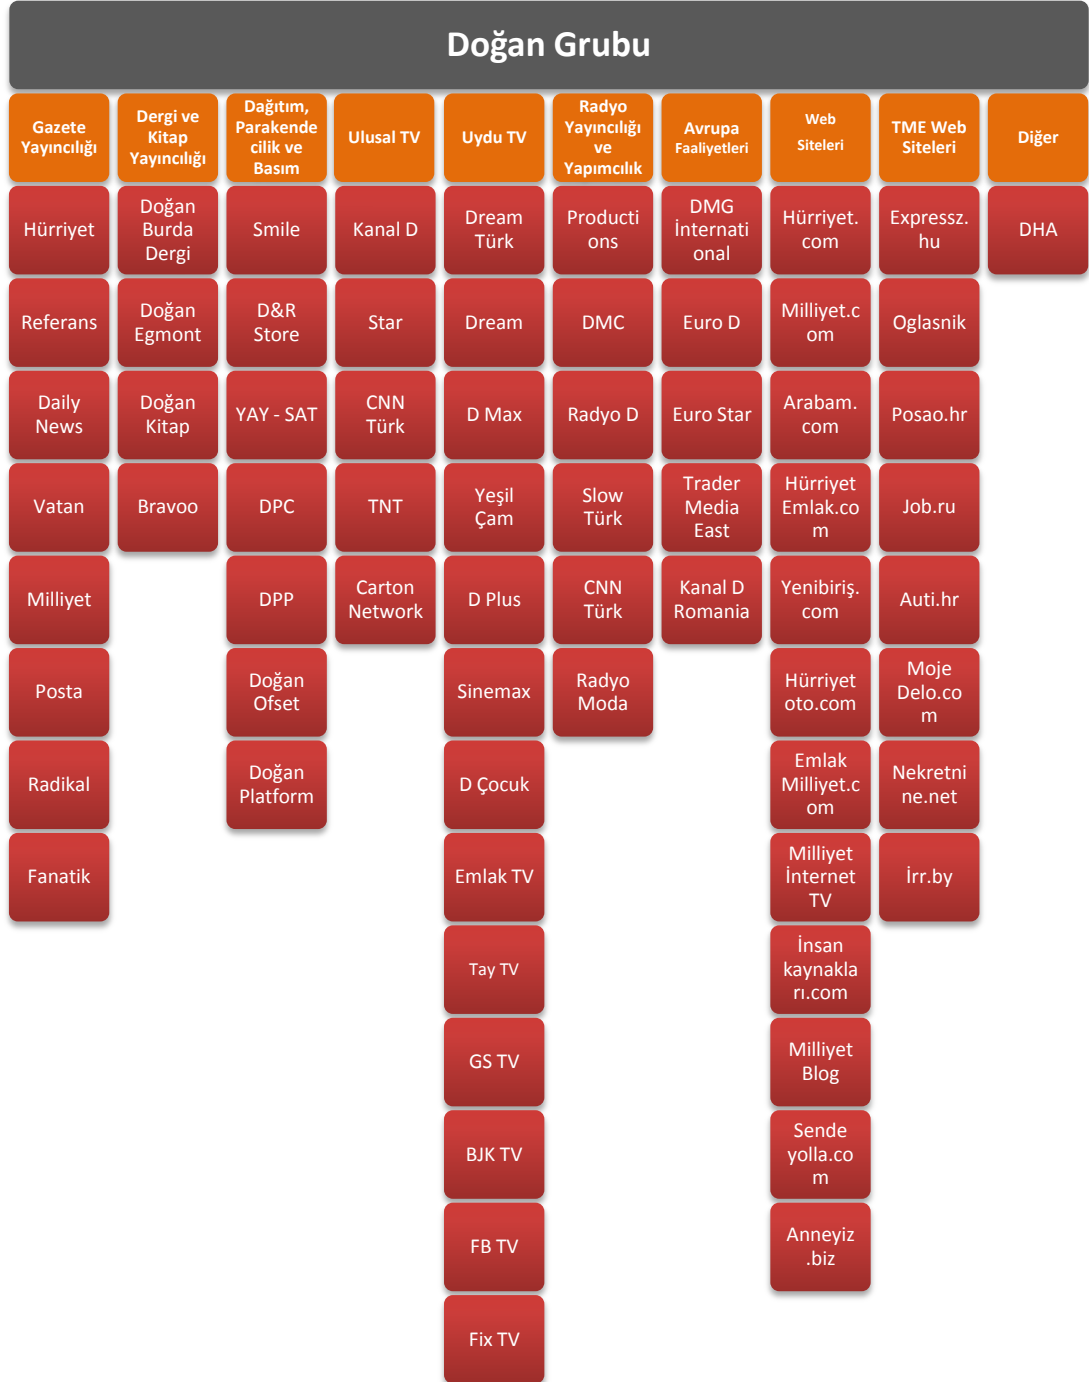 Doğan Grubu
Gazete
Yayıncılığı
Dergi ve
Kitap
Yayıncılığı
Dağıtım,
Parakende
cilik ve
Basım
Ulusal TV
Uydu TV
Radyo
Yayıncılığı
ve
Yapımcılık
Avrupa
Faaliyetleri
Web
Siteleri
TME Web
Siteleri
Diğer
Hürriyet
Referans
Daily
News
Vatan
Milliyet
Posta
Radikal
Fanatik
Doğan
Burda
Dergi
Doğan
Egmont
Doğan
Kitap
Bravoo
Smile
D&R
Store
YAY - SAT
DPC
DPP
Doğan
Ofset
Doğan
Platform
Kanal D
Star
CNN
Türk
TNT
Carton
Network
Dream
Türk
Dream
D Max
Yeşil
Çam
D Plus
Sinemax
D Çocuk
Emlak TV
Tay TV
GS TV
BJK TV
FB TV
Fix TV
Producti
ons
DMC
Radyo D
Slow
Türk
CNN
Türk
Radyo
Moda
DMG
İnternati
onal
Euro D
Euro Star
Trader
Media
East
Kanal D
Romania
Hürriyet.
com
Milliyet.c
om
Arabam.
com
Hürriyet
Emlak.co
m
Yenibiriş.
com
Hürriyet
oto.com
Emlak
Milliyet.c
om
Milliyet
İnternet
TV
İnsan
kaynakla
rı.com
Milliyet
Blog
Sende
yolla.co
m
Anneyiz
.biz
Expressz.
hu
Oglasnik
Posao.hr
Job.ru
Auti.hr
Moje
Delo.co
m
Nekretni
ne.net
İrr.by
DHA